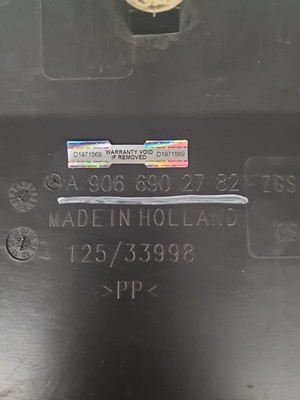 D1971569 WARRANTY VOID IF REMOVED D1971569
A 906 690 27 82 ZGS
MADE IN HOLLAND
125/33998
>PP<